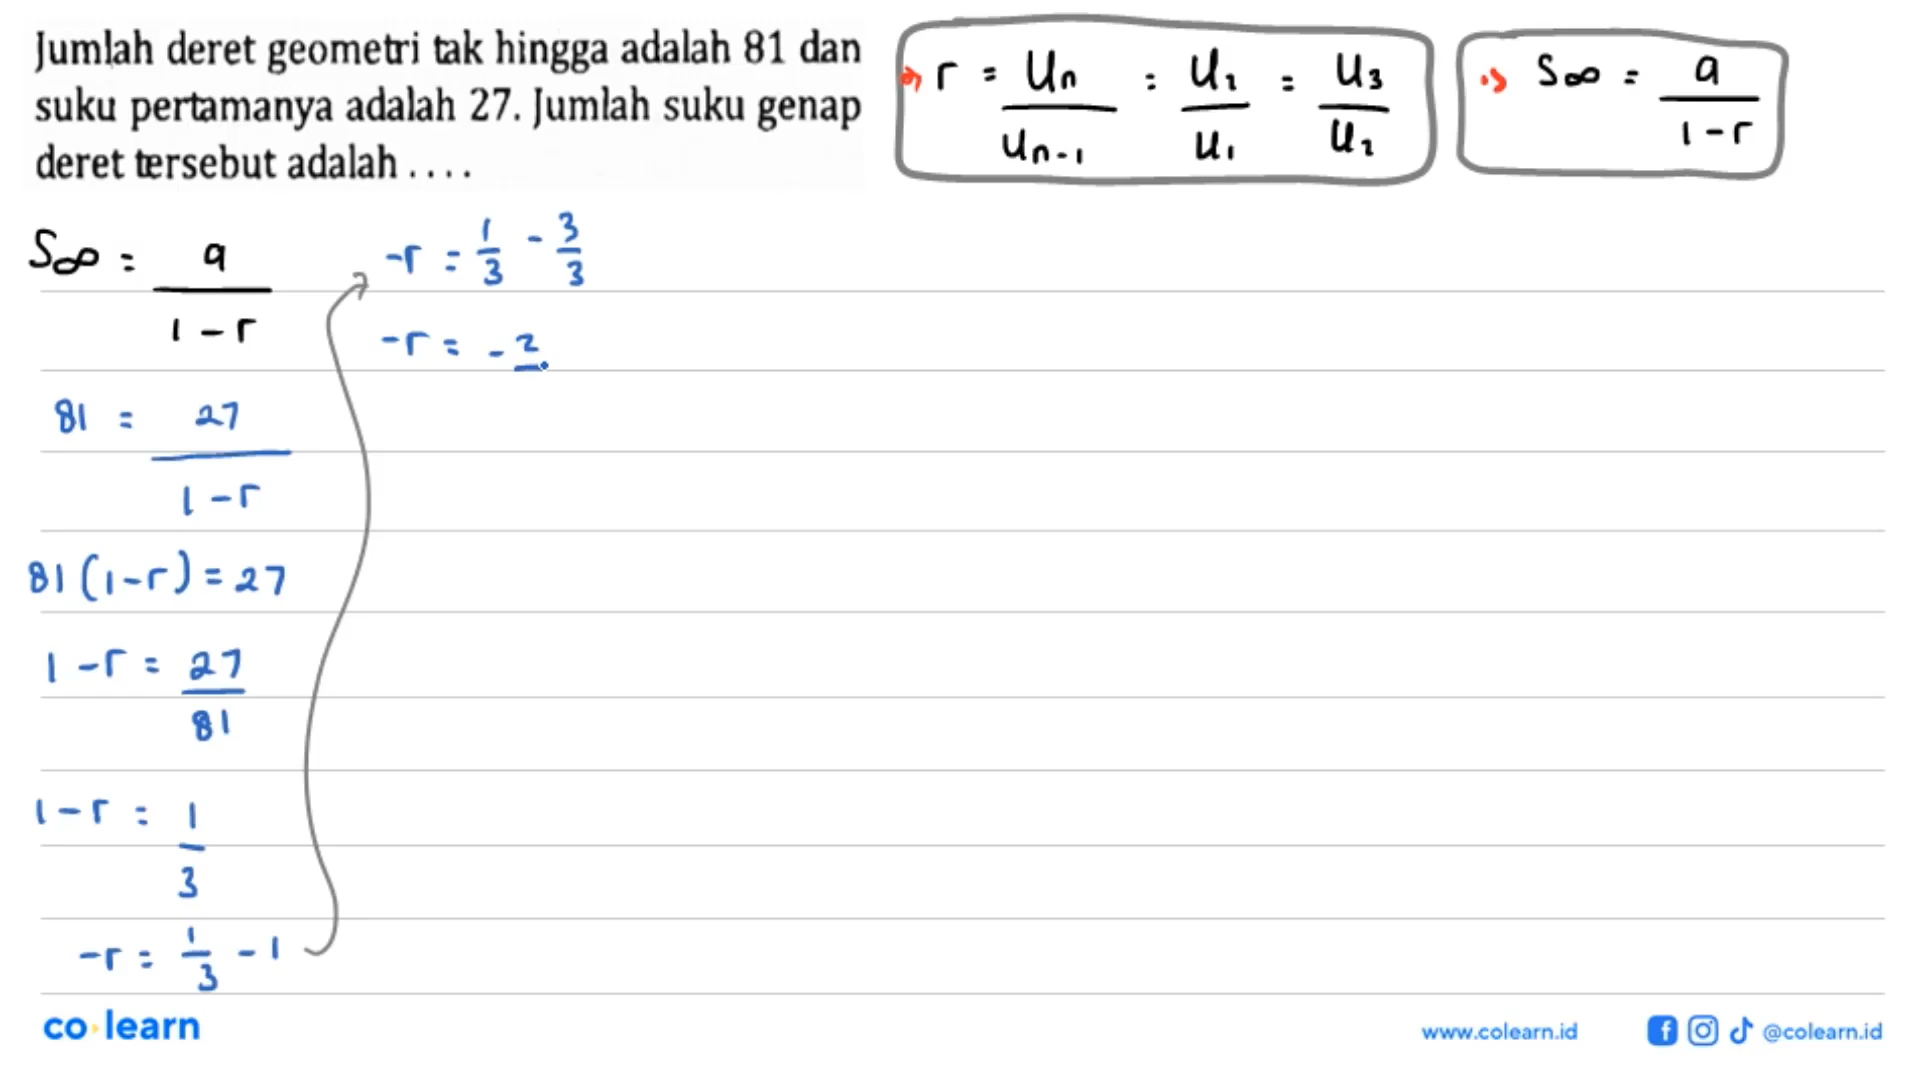 Jumlah deret geometri tak hingga adalah 81 dan
suku pertamanya adalah 27. Jumlah suku genap
deret tersebut adalah ....
r = Un / Un-1 = U2 / U1 = U3 / U2
S∞ = a / 1-r
S∞ = a / 1-r
81 = 27 / 1-r
81(1-r) = 27
1-r = 27/81
1-r = 1/3
-r = 1/3 - 1
-r = 1/3 - 3/3
-r = -2
co learn
www.colearn.id
@colearn.id